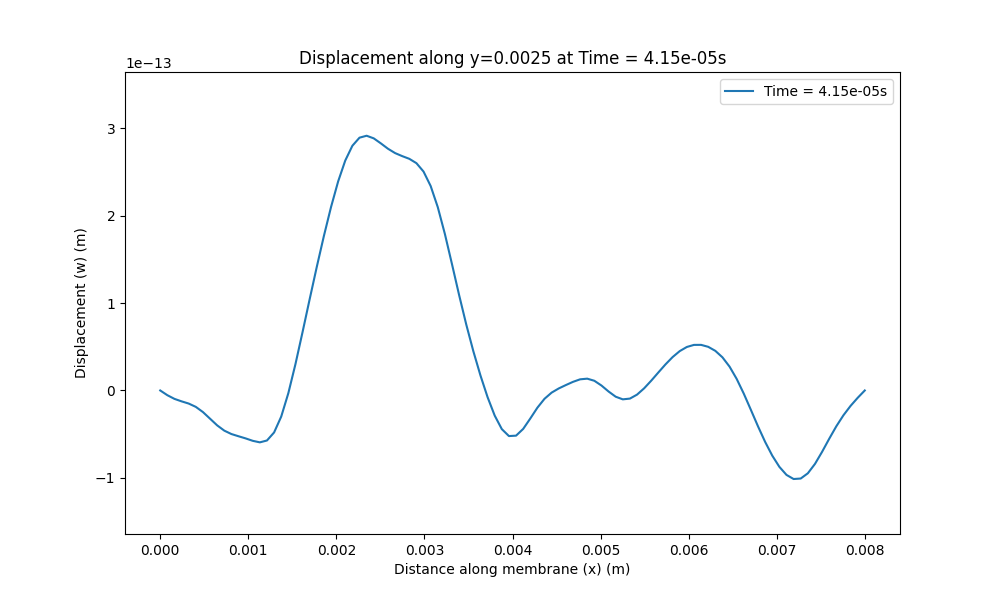 Displacement along y=0.0025 at Time = 4.15e-05s
1e−13
Time = 4.15e-05s
3
2
1
0
−1
Displacement (w) (m)
0.000 0.001 0.002 0.003 0.004 0.005 0.006 0.007 0.008
Distance along membrane (x) (m)